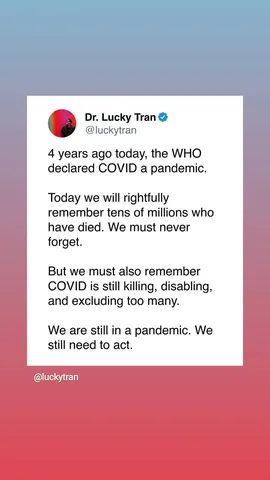 Dr. Lucky Tran
@luckytran
4 years ago today, the WHO
declared COVID a pandemic.
Today we will rightfully
remember tens of millions who
have died. We must never
forget.
But we must also remember
COVID is still killing, disabling,
and excluding too many.
We are still in a pandemic. We
still need to act.
@luckytran